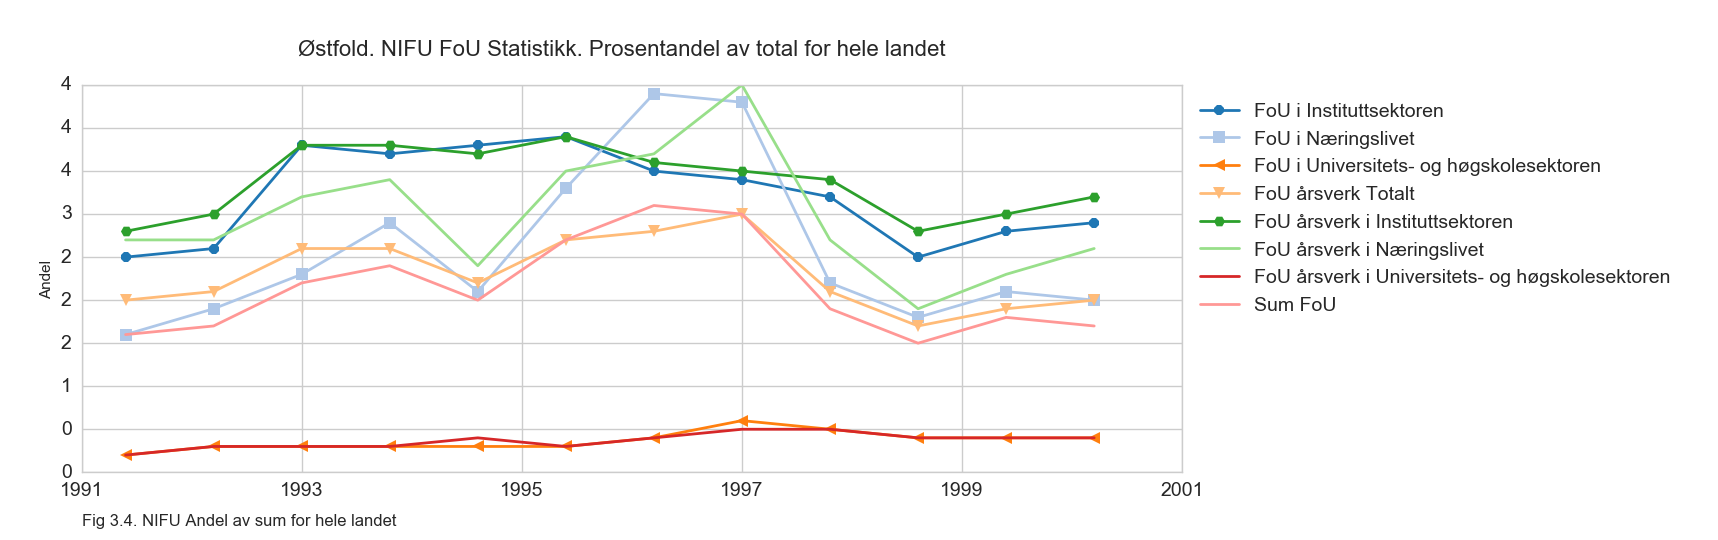 Østfold. NIFU FoU Statistikk. Prosentandel av total for hele landet
4
4
4
3
2
2
2
1
0
0
Andel
1991
1993
1995
1997
1999
2001
FoU i Instituttsektoren
FoU i Næringslivet
FoU i Universitets- og høgskolesektoren
FoU årsverk Totalt
FoU årsverk i Instituttsektoren
FoU årsverk i Næringslivet
FoU årsverk i Universitets- og høgskolesektoren
Sum FoU
Fig 3.4. NIFU Andel av sum for hele landet